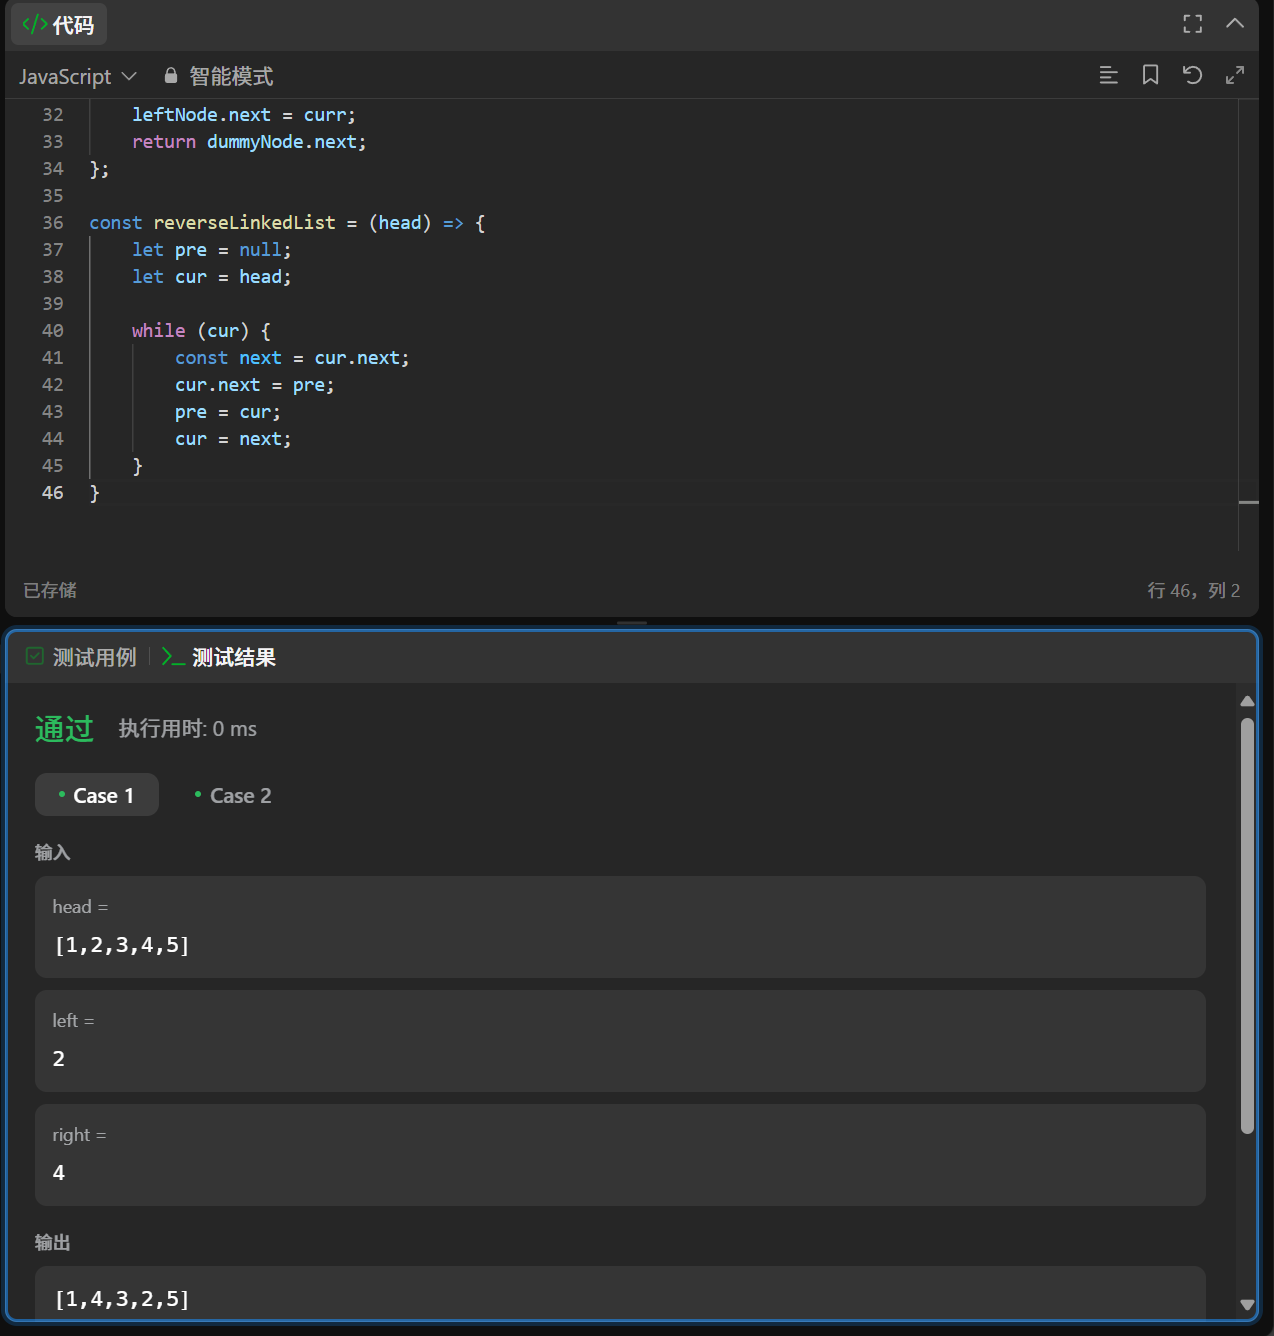 </> 代码
JavaScript 智能模式
32 leftNode.next = curr;
33 return dummyNode.next;
34 };
35
36 const reverseLinkedList = (head) => {
37 let pre = null;
38 let cur = head;
39
40 while (cur) {
41 const next = cur.next;
42 cur.next = pre;
43 pre = cur;
44 cur = next;
45 }
46 }
已存储 行 46，列 2
测试用例 >_ 测试结果
通过 执行用时: 0 ms
• Case 1 • Case 2
输入
head =
[1,2,3,4,5]
left =
2
right =
4
输出
[1,4,3,2,5]